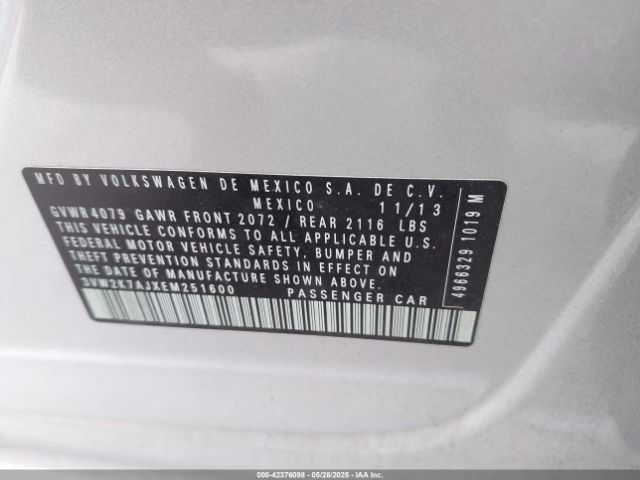 MFD BY VOLKSWAGEN DE MEXICO S.A. DE C.V.
MEXICO 11/13
GVWR 4079 GAWR FRONT 2072 / REAR 2116 LBS
THIS VEHICLE CONFORMS TO ALL APPLICABLE U.S.
FEDERAL MOTOR VEHICLE SAFETY, BUMPER AND
THEFT PREVENTION STANDARDS IN EFFECT ON
THE DATE OF MANUFACTURE SHOWN ABOVE.
3VW2K7AJXEM251600 PASSENGER CAR
4966329 1019 M
000-42376098 - 05/28/2025 - IAA Inc.